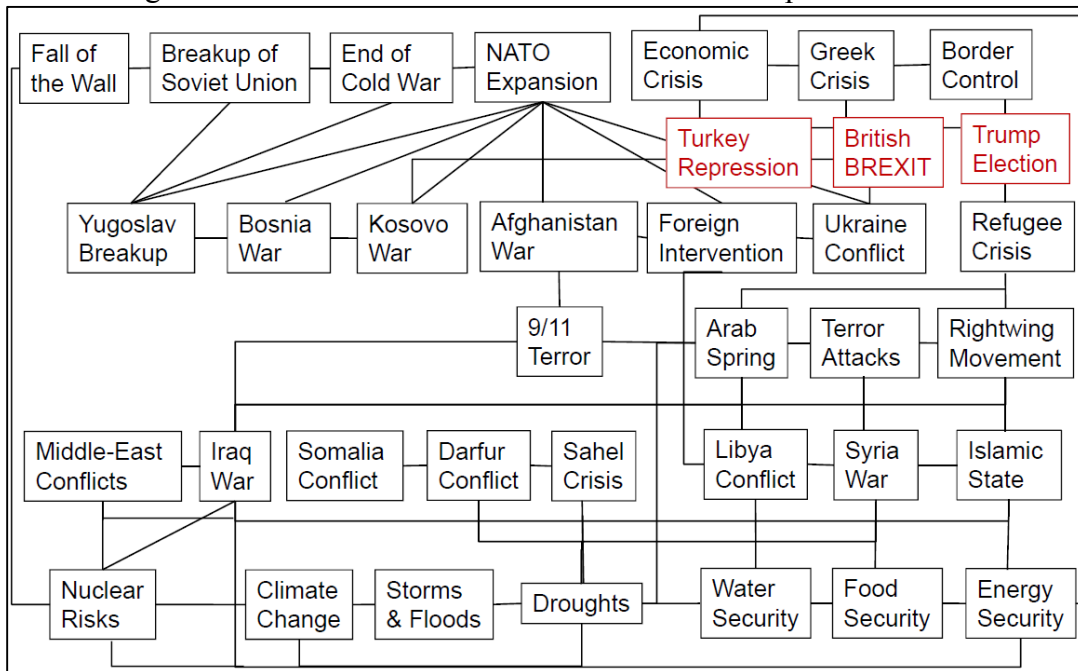 Fall of
the Wall
Breakup of
Soviet Union
End of
Cold War
NATO
Expansion
Economic
Crisis
Greek
Crisis
Border
Control
Turkey
Repression
British
BREXIT
Trump
Election
Yugoslav
Breakup
Bosnia
War
Kosovo
War
Afghanistan
War
Foreign
Intervention
Ukraine
Conflict
Refugee
Crisis
9/11
Terror
Arab
Spring
Terror
Attacks
Rightwing
Movement
Middle-East
Conflicts
Iraq
War
Somalia
Conflict
Darfur
Conflict
Sahel
Crisis
Libya
Conflict
Syria
War
Islamic
State
Nuclear
Risks
Climate
Change
Storms
& Floods
Droughts
Water
Security
Food
Security
Energy
Security